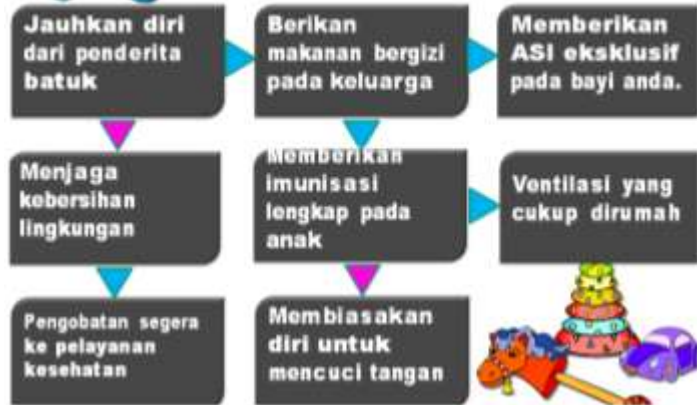 Jauhkan diri
dari penderita
batuk
Berikan
makanan bergizi
pada keluarga
Memberikan
ASI eksklusif
pada bayi anda.
Menjaga
kebersihan
lingkungan
Memberikan
imunisasi
lengkap pada
anak
Ventilasi yang
cukup dirumah
Pengobatan segera
ke pelayanan
kesehatan
Membiasakan
diri untuk
mencuci tangan